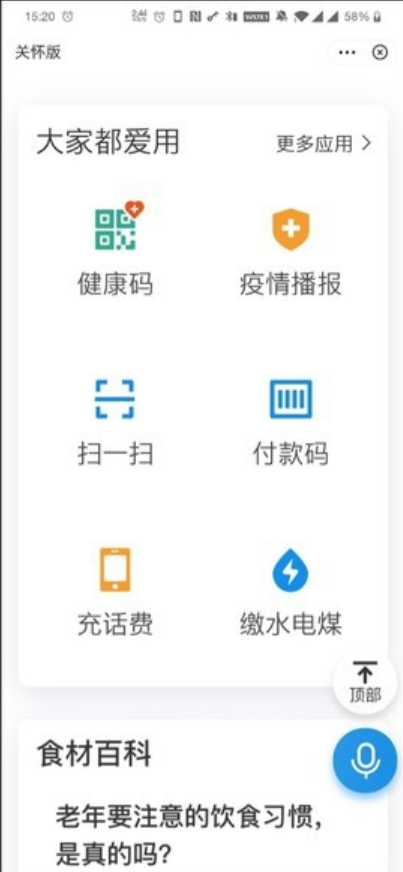 15:20
58%
关怀版
大家都爱用
更多应用
健康码
疫情播报
扫一扫
付款码
充话费
缴水电煤
顶部
食材百科
老年要注意的饮食习惯，
是真的吗？